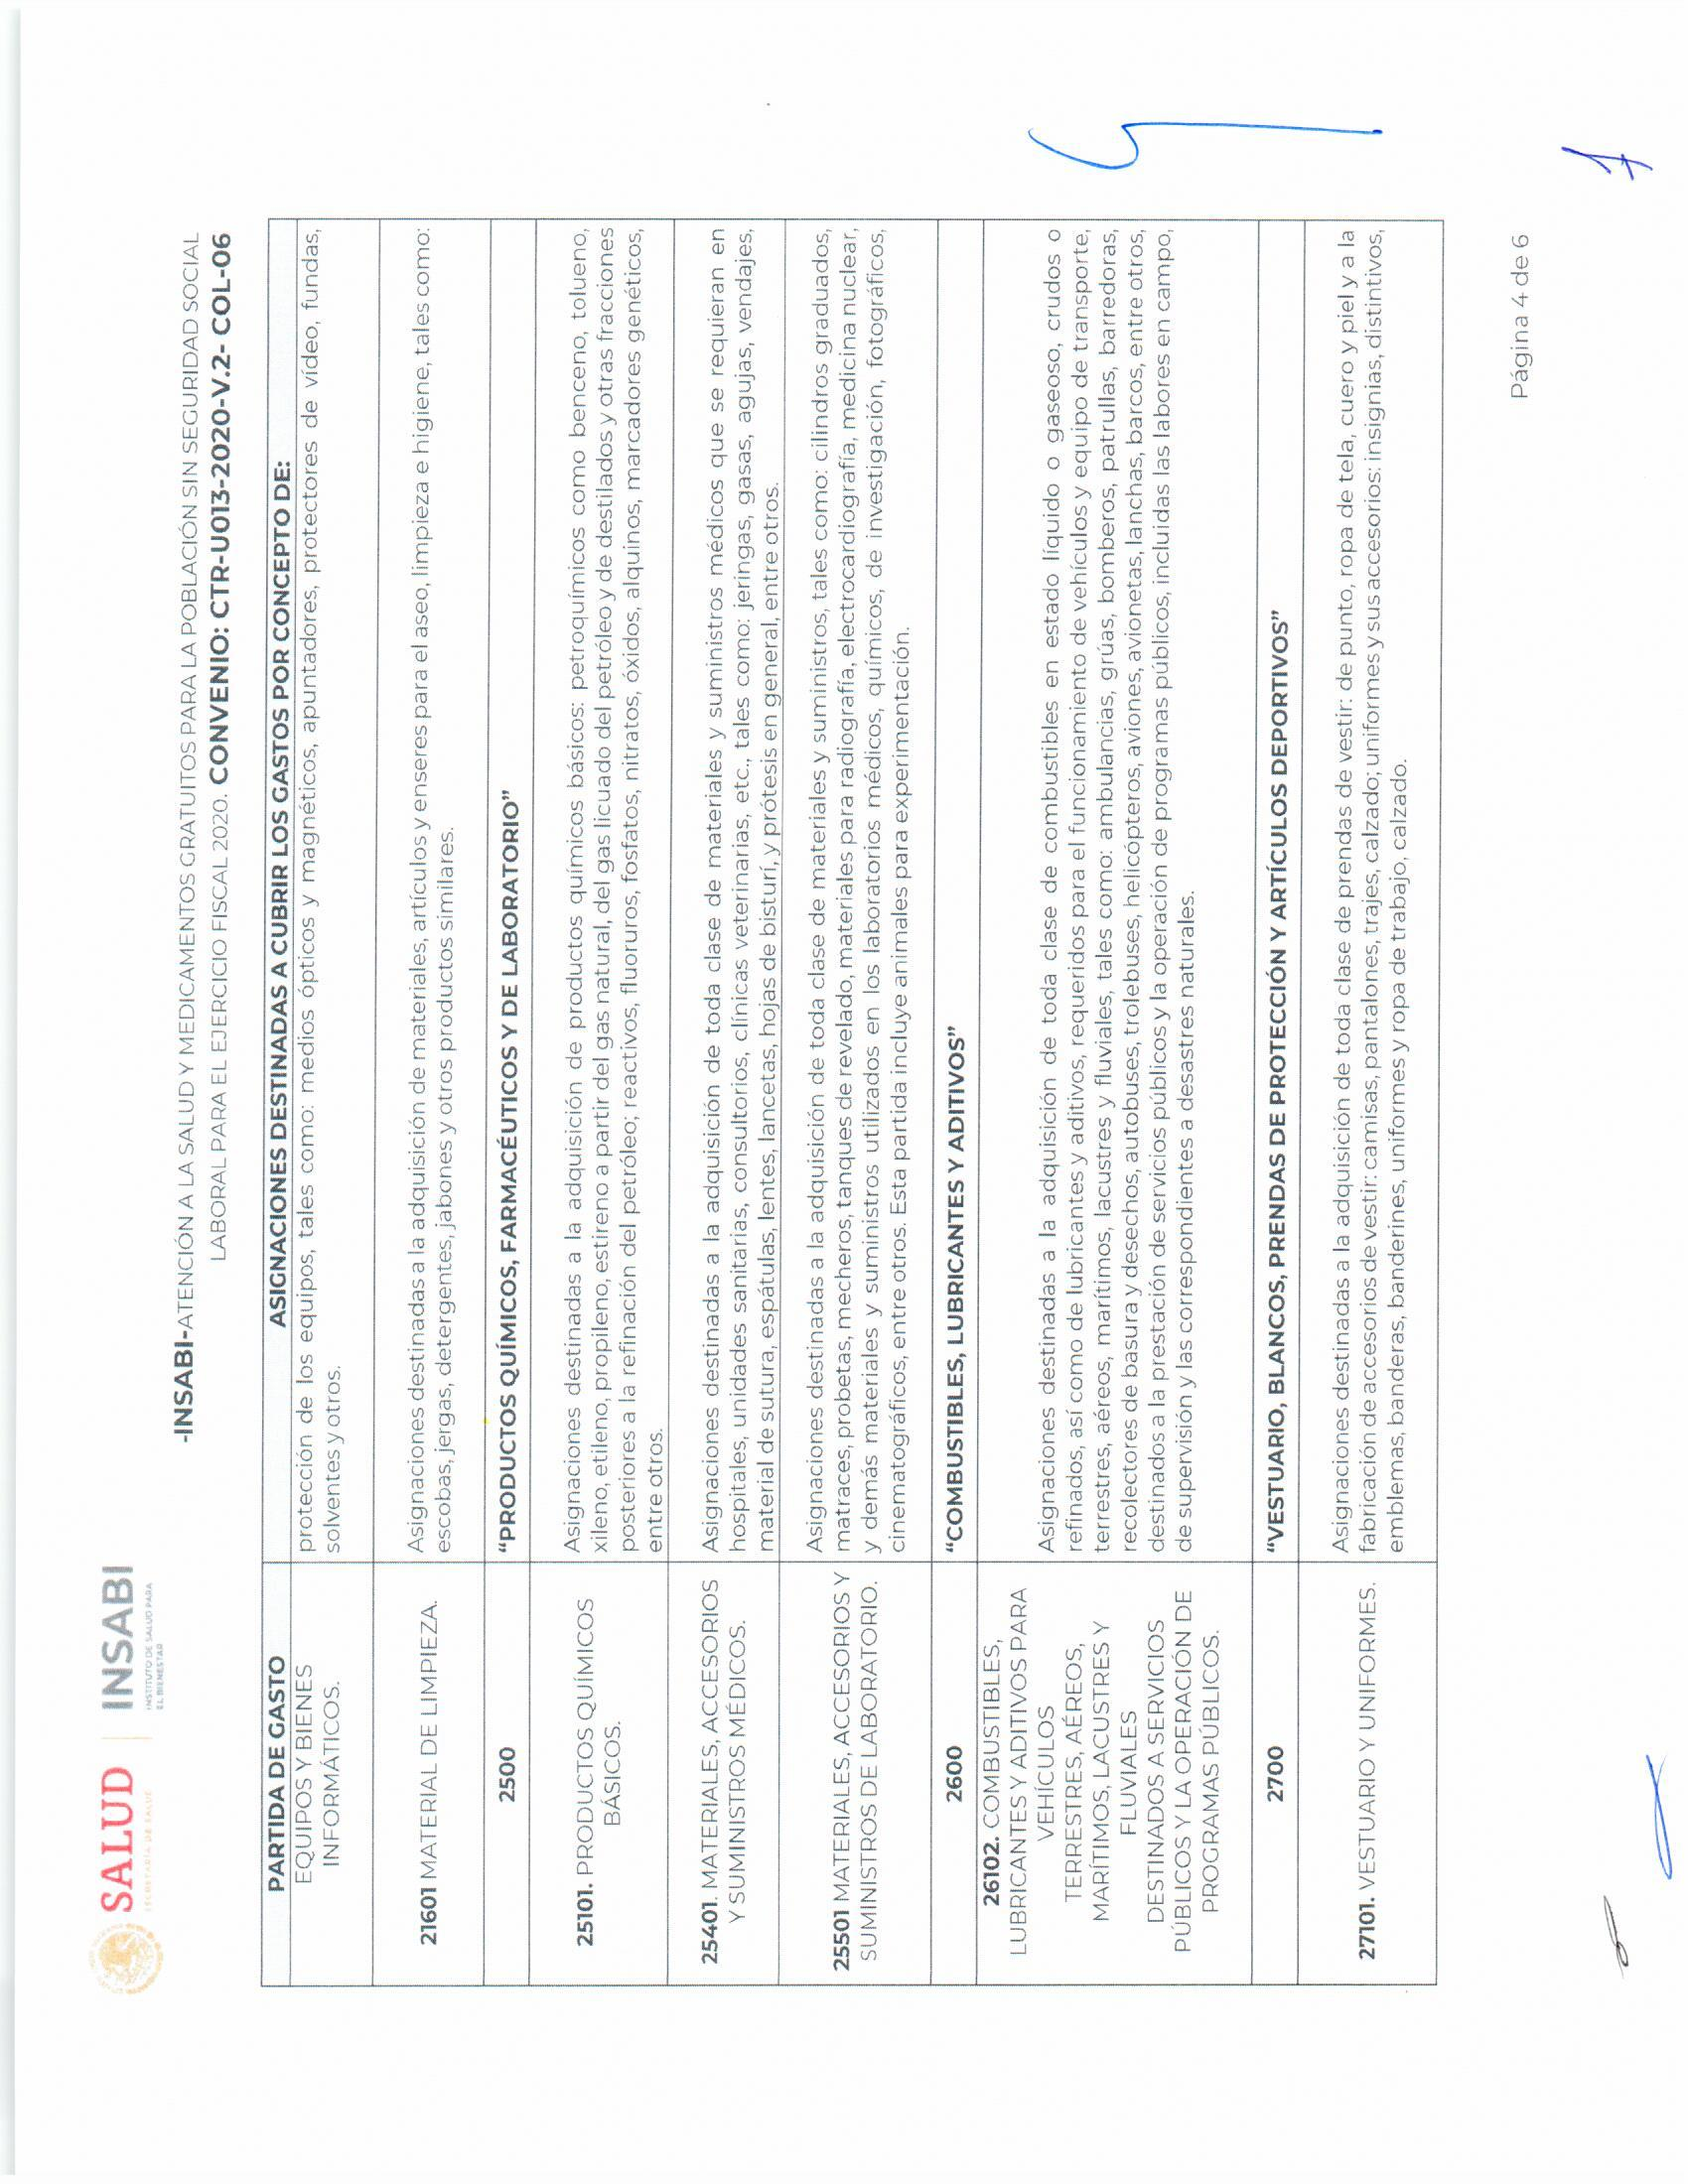 SALUD
SECRETARÍA DE SALUD
INSABI
INSTITUTO DE SALUD PARA
EL BIENESTAR
-INSABI-ATENCIÓN A LA SALUD Y MEDICAMENTOS GRATUITOS PARA LA POBLACIÓN SIN SEGURIDAD SOCIAL
LABORAL PARA EL EJERCICIO FISCAL 2020. CONVENIO: CTR-U013-2020-V.2- COL-06
PARTIDA DE GASTO
ASIGNACIONES DESTINADAS A CUBRIR LOS GASTOS POR CONCEPTO DE:
EQUIPOS Y BIENES
INFORMÁTICOS.
protección de los equipos, tales como: medios ópticos y magnéticos, apuntadores, protectores de vídeo, fundas,
solventes y otros.
21601 MATERIAL DE LIMPIEZA.
Asignaciones destinadas a la adquisición de materiales, artículos y enseres para el aseo, limpieza e higiene, tales como:
escobas, jergas, detergentes, jabones y otros productos similares.
2500
“PRODUCTOS QUÍMICOS, FARMACÉUTICOS Y DE LABORATORIO”
25101. PRODUCTOS QUÍMICOS
BÁSICOS.
Asignaciones destinadas a la adquisición de productos químicos básicos: petroquímicos como benceno, tolueno,
xileno, etileno, propileno, estireno a partir del gas natural, del gas licuado del petróleo y de destilados y otras fracciones
posteriores a la refinación del petróleo; reactivos, fluoruros, fosfatos, nitratos, óxidos, alquinos, marcadores genéticos,
entre otros.
25401. MATERIALES, ACCESORIOS
Y SUMINISTROS MÉDICOS.
Asignaciones destinadas a la adquisición de toda clase de materiales y suministros médicos que se requieran en
hospitales, unidades sanitarias, consultorios, clínicas veterinarias, etc., tales como: jeringas, gasas, agujas, vendajes,
material de sutura, espátulas, lentes, lancetas, hojas de bisturí, y prótesis en general, entre otros.
25501 MATERIALES, ACCESORIOS Y
SUMINISTROS DE LABORATORIO.
Asignaciones destinadas a la adquisición de toda clase de materiales y suministros, tales como: cilindros graduados,
matraces, probetas, mecheros, tanques de revelado, materiales para radiografía, electrocardiografía, medicina nuclear,
y demás materiales y suministros utilizados en los laboratorios médicos, químicos, de investigación, fotográficos,
cinematográficos, entre otros. Esta partida incluye animales para experimentación.
2600
“COMBUSTIBLES, LUBRICANTES Y ADITIVOS”
26102. COMBUSTIBLES,
LUBRICANTES Y ADITIVOS PARA
VEHÍCULOS
TERRESTRES, AÉREOS,
MARÍTIMOS, LACUSTRES Y
FLUVIALES
DESTINADOS A SERVICIOS
PÚBLICOS Y LA OPERACIÓN DE
PROGRAMAS PÚBLICOS.
Asignaciones destinadas a la adquisición de toda clase de combustibles en estado líquido o gaseoso, crudos o
refinados, así como de lubricantes y aditivos, requeridos para el funcionamiento de vehículos y equipo de transporte,
terrestres, aéreos, marítimos, lacustres y fluviales, tales como: ambulancias, grúas, bomberos, patrullas, barredoras,
recolectores de basura y desechos, autobuses, trolebuses, helicópteros, aviones, avionetas, lanchas, barcos, entre otros,
destinados a la prestación de servicios públicos y la operación de programas públicos, incluidas las labores en campo,
de supervisión y las correspondientes a desastres naturales.
2700
“VESTUARIO, BLANCOS, PRENDAS DE PROTECCIÓN Y ARTÍCULOS DEPORTIVOS”
27101. VESTUARIO Y UNIFORMES.
Asignaciones destinadas a la adquisición de toda clase de prendas de vestir: de punto, ropa de tela, cuero y piel y a la
fabricación de accesorios de vestir: camisas, pantalones, trajes, calzado; uniformes y sus accesorios: insignias, distintivos,
emblemas, banderas, banderines, uniformes y ropa de trabajo, calzado.
Página 4 de 6